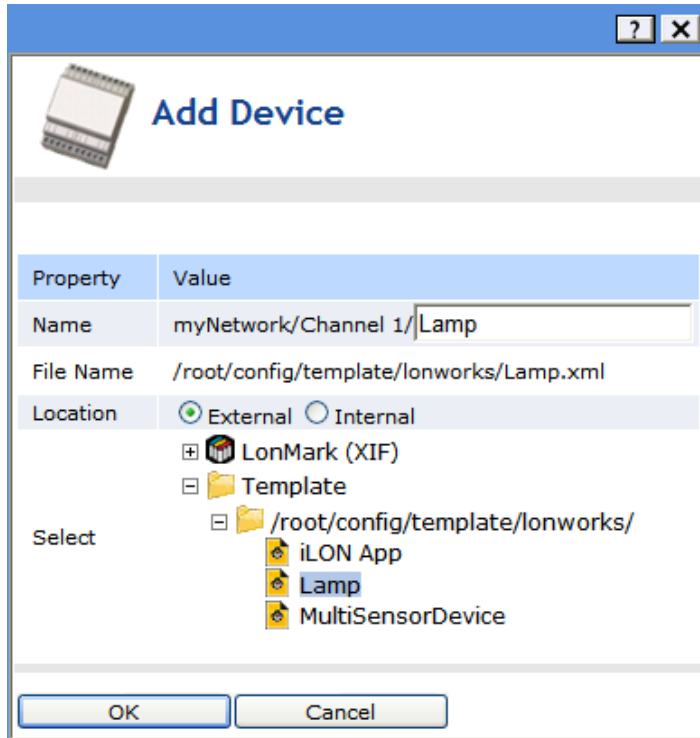 ?
Add Device
Property Value
Name myNetwork/Channel 1/Lamp
File Name /root/config/template/lonworks/Lamp.xml
Location External Internal
LonMark (XIF)
Template
Select /root/config/template/lonworks/
iLON App
Lamp
MultiSensorDevice
OK Cancel